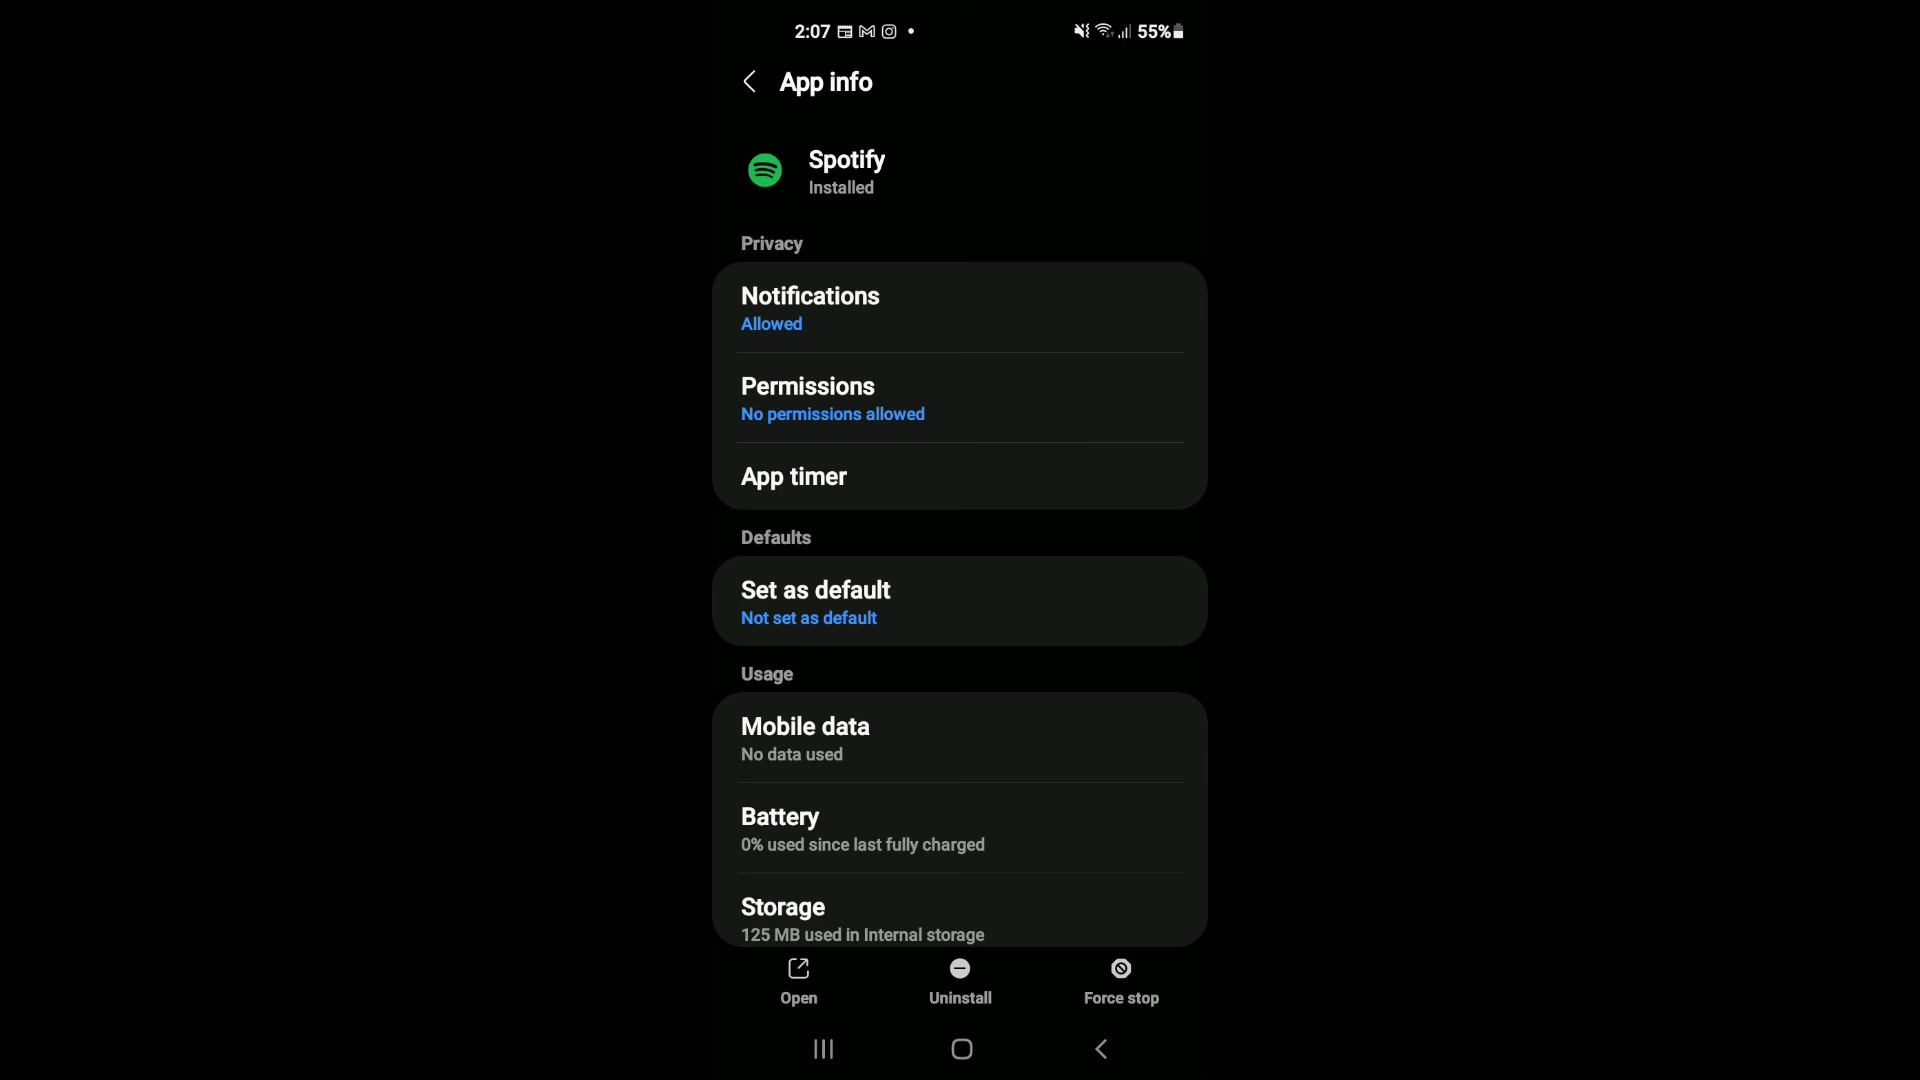 2:07 55%
App info
Spotify
Installed
Privacy
Notifications
Allowed
Permissions
No permissions allowed
App timer
Defaults
Set as default
Not set as default
Usage
Mobile data
No data used
Battery
0% used since last fully charged
Storage
125 MB used in Internal storage
Open Uninstall Force stop